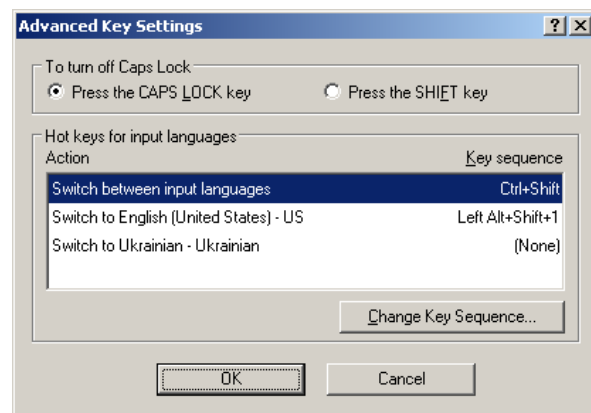 Advanced Key Settings
To turn off Caps Lock
Press the CAPS LOCK key Press the SHIFT key
Hot keys for input languages
Action Key sequence
Switch between input languages Ctrl+Shift
Switch to English (United States) - US Left Alt+Shift+1
Switch to Ukrainian - Ukrainian (None)
Change Key Sequence...
OK Cancel